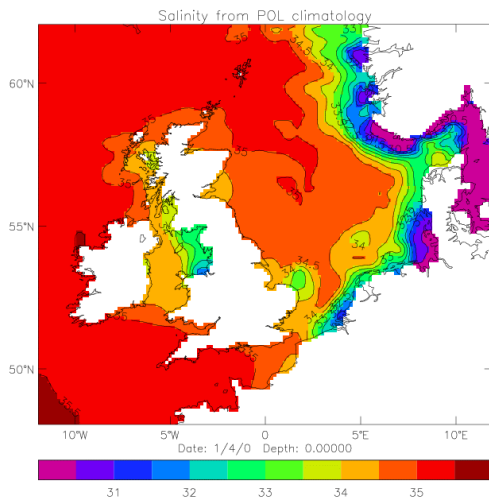 Salinity from POL climatology
60°N
55°N
50°N
10°W 5°W 0° 5°E 10°E
Date: 1/4/0 Depth: 0.00000
31 32 33 34 35